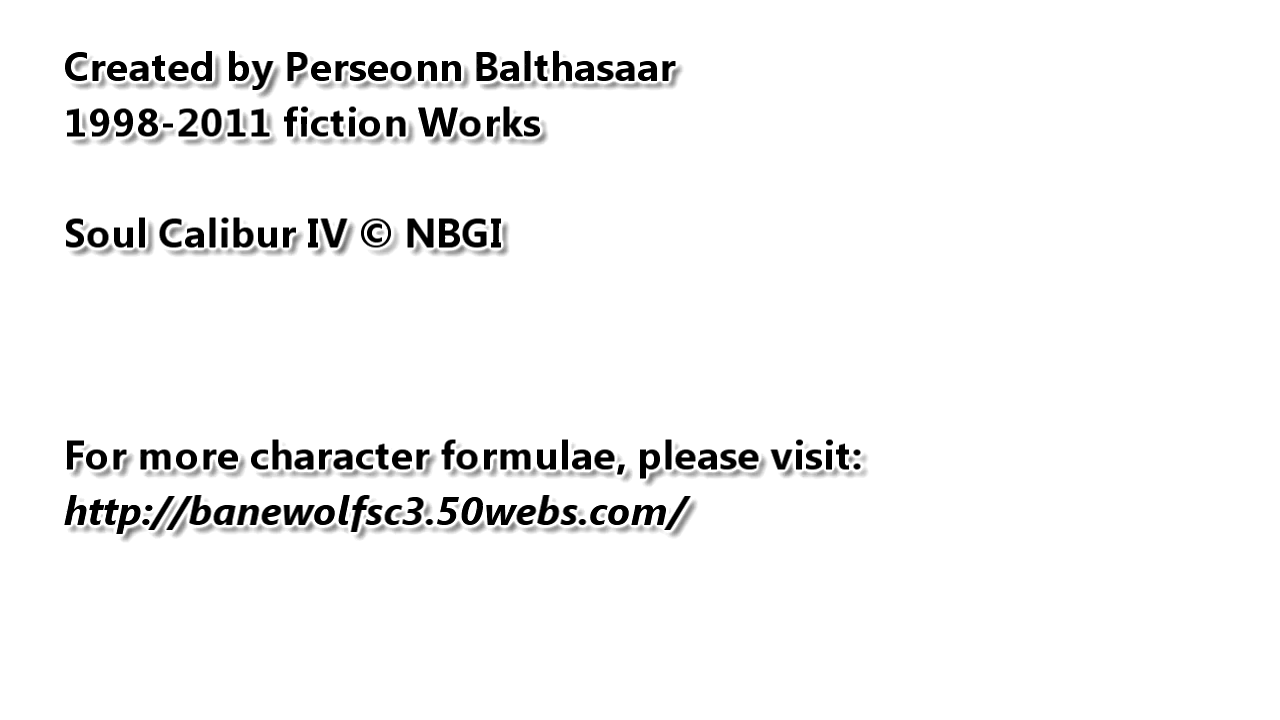 Created by Perseonn Balthasaar
1998-2011 fiction Works
Soul Calibur IV © NBGI
For more character formulae, please visit:
http://banewolfsc3.50webs.com/